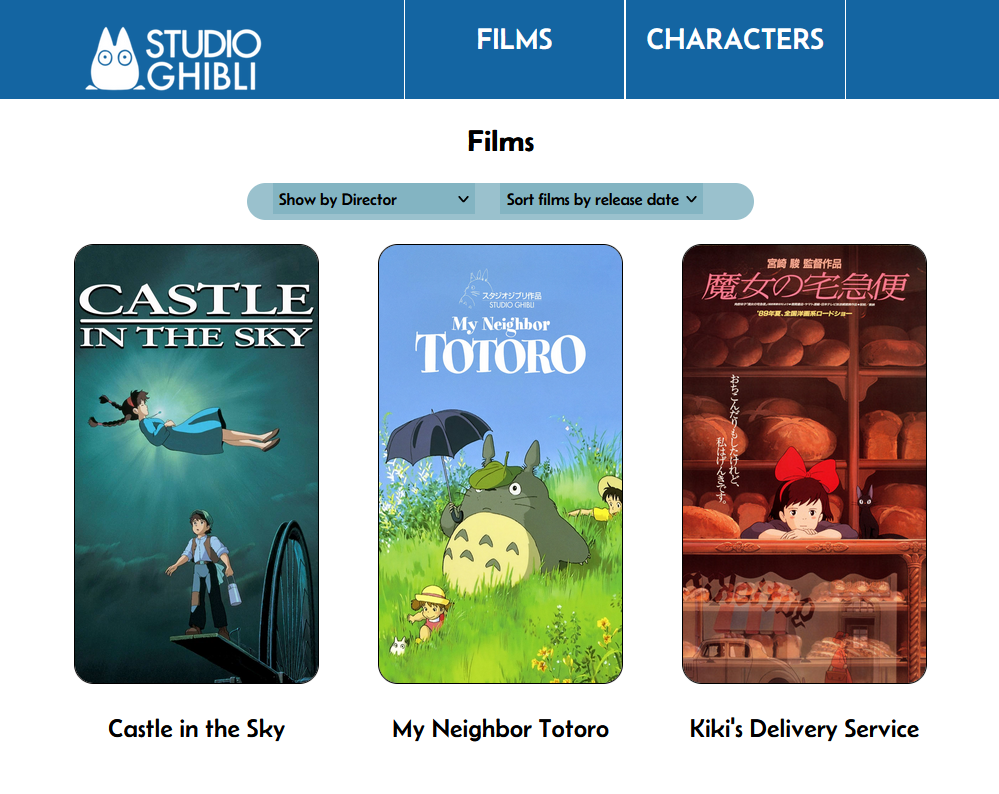 STUDIO
GHIBLI
FILMS
CHARACTERS
Films
Show by Director
Sort films by release date
CASTLE
IN THE SKY
スタジオジブリ作品
STUDIO GHIBLI
My Neighbor
TOTORO
宮崎 駿 監督作品
魔女の宅急便
'89年夏、全国洋画系ロードショー
おちこんだりもしたけれど、
私はげんきです。
Castle in the Sky
My Neighbor Totoro
Kiki's Delivery Service